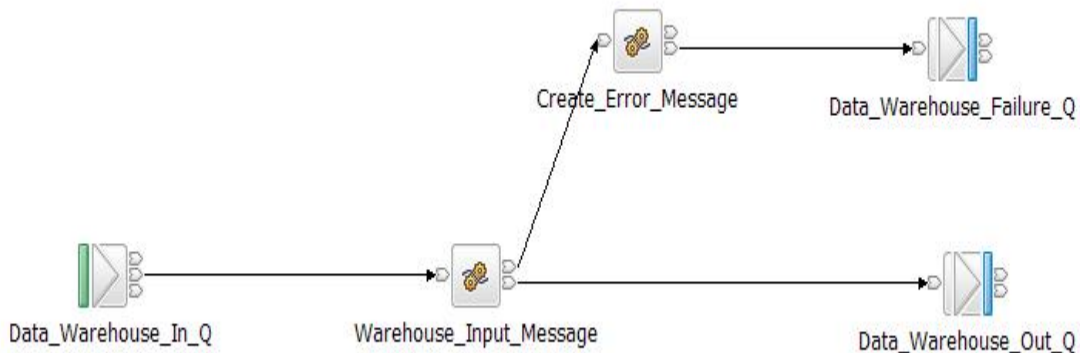 Create_Error_Message
Data_Warehouse_Failure_Q
Data_Warehouse_In_Q
Warehouse_Input_Message
Data_Warehouse_Out_Q